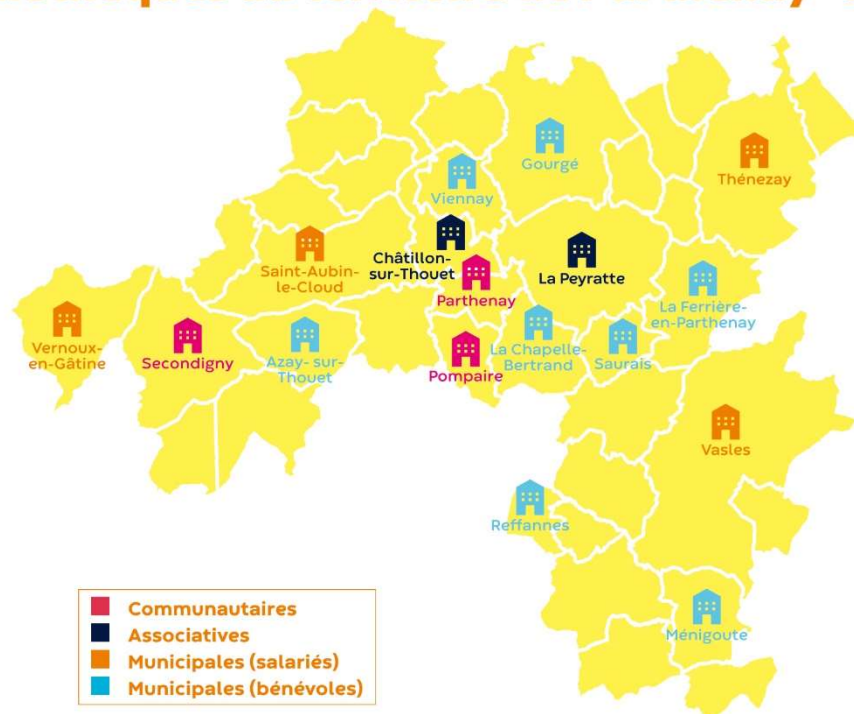 Gourgé
Thénezay
Viennay
Châtillon-
sur-Thouet
La Peyratte
Saint-Aubin-
le-Cloud
Parthenay
La Ferrière-
en-Parthenay
Vernoux-
en-Gâtine
Secondigny
Azay- sur-
Thouet
Pompaire
La Chapelle-
Bertrand
Saurais
Vasles
Reffannes
Ménigoute
Communautaires
Associatives
Municipales (salariés)
Municipales (bénévoles)